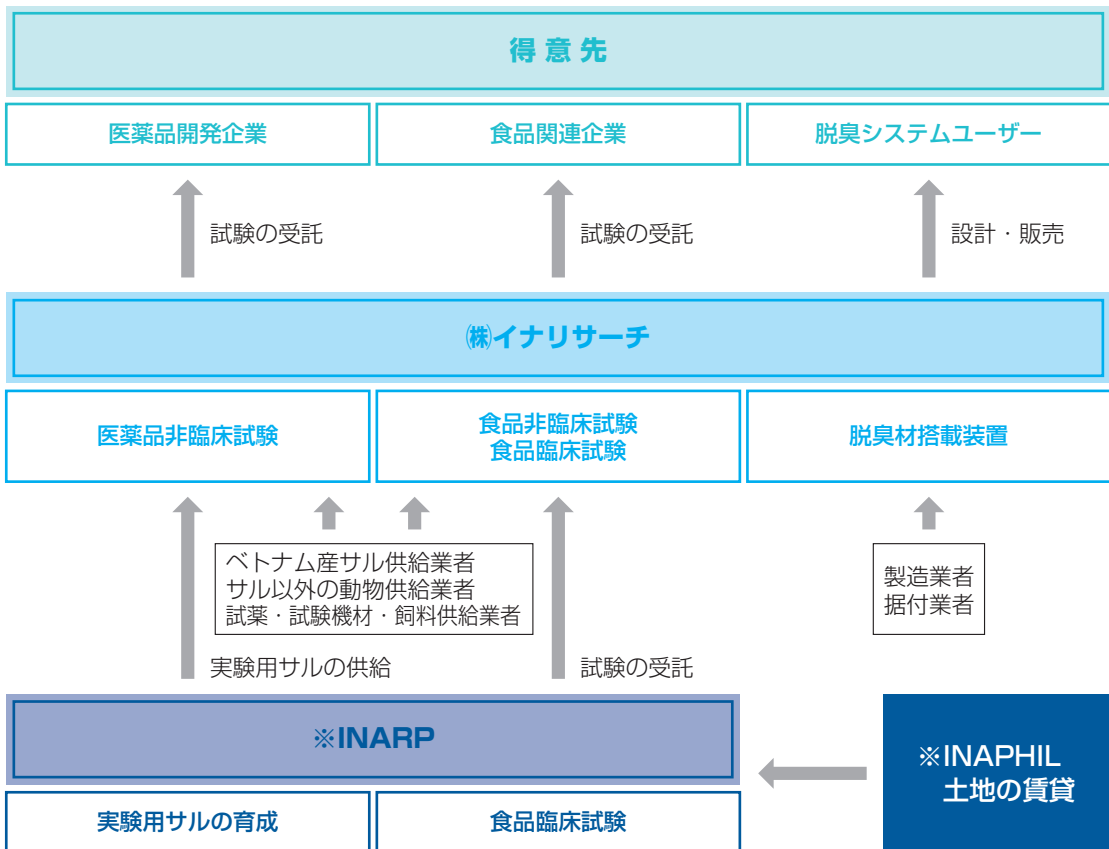 得意先
医薬品開発企業
食品関連企業
脱臭システムユーザー
試験の受託
試験の受託
設計・販売
㈱イナリサーチ
医薬品非臨床試験
食品非臨床試験
食品臨床試験
脱臭材搭載装置
ベトナム産サル供給業者
サル以外の動物供給業者
試薬・試験機材・飼料供給業者
製造業者
据付業者
実験用サルの供給
試験の受託
※INARP
※INAPHIL
土地の賃貸
実験用サルの育成
食品臨床試験